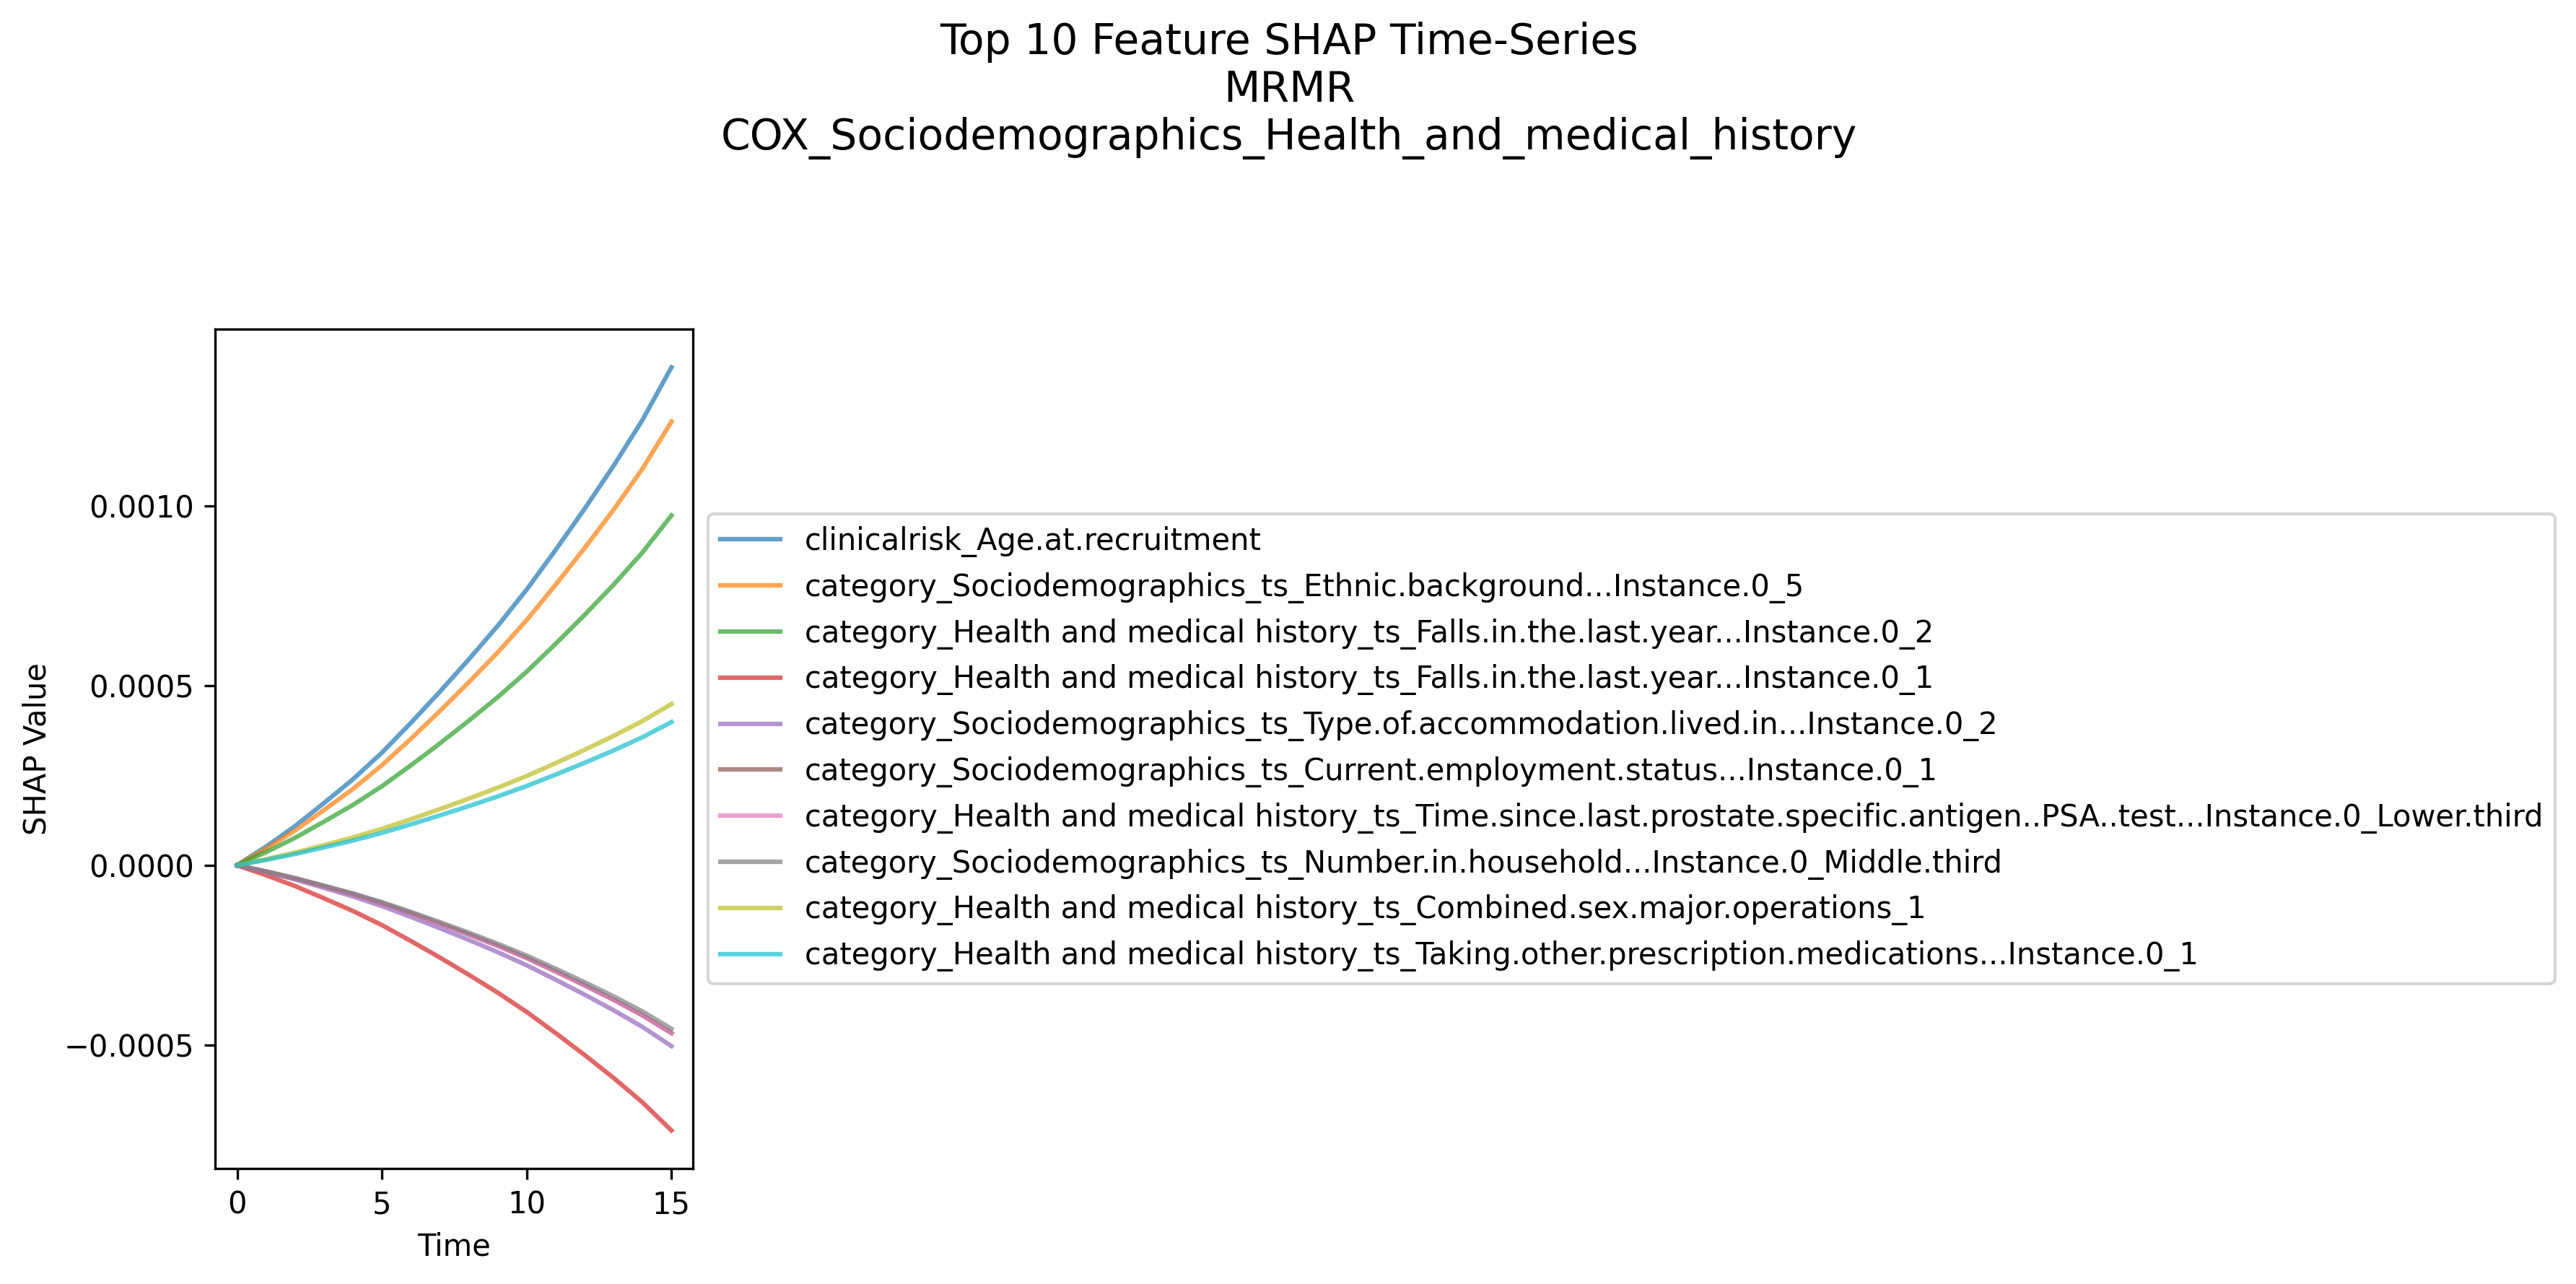 Top 10 Feature SHAP Time-Series
MRMR
COX_Sociodemographics_Health_and_medical_history
SHAP Value
0.0010
0.0005
0.0000
−0.0005
0
5
10
15
Time
clinicalrisk_Age.at.recruitment
category_Sociodemographics_ts_Ethnic.background...Instance.0_5
category_Health and medical history_ts_Falls.in.the.last.year...Instance.0_2
category_Health and medical history_ts_Falls.in.the.last.year...Instance.0_1
category_Sociodemographics_ts_Type.of.accommodation.lived.in...Instance.0_2
category_Sociodemographics_ts_Current.employment.status...Instance.0_1
category_Health and medical history_ts_Time.since.last.prostate.specific.antigen..PSA..test...Instance.0_Lower.third
category_Sociodemographics_ts_Number.in.household...Instance.0_Middle.third
category_Health and medical history_ts_Combined.sex.major.operations_1
category_Health and medical history_ts_Taking.other.prescription.medications...Instance.0_1